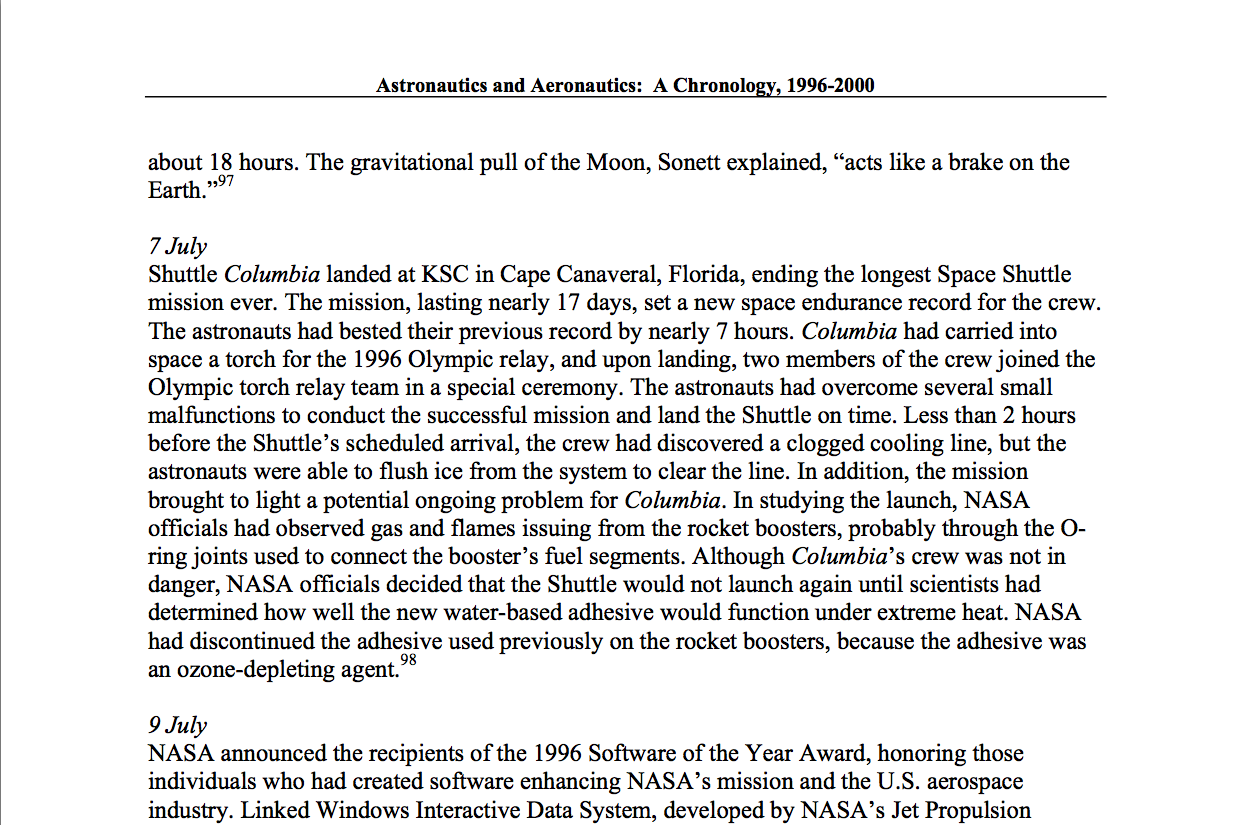 Astronautics and Aeronautics: A Chronology, 1996-2000
about 18 hours. The gravitational pull of the Moon, Sonett explained, “acts like a brake on the
Earth.”97
7 July
Shuttle Columbia landed at KSC in Cape Canaveral, Florida, ending the longest Space Shuttle
mission ever. The mission, lasting nearly 17 days, set a new space endurance record for the crew.
The astronauts had bested their previous record by nearly 7 hours. Columbia had carried into
space a torch for the 1996 Olympic relay, and upon landing, two members of the crew joined the
Olympic torch relay team in a special ceremony. The astronauts had overcome several small
malfunctions to conduct the successful mission and land the Shuttle on time. Less than 2 hours
before the Shuttle’s scheduled arrival, the crew had discovered a clogged cooling line, but the
astronauts were able to flush ice from the system to clear the line. In addition, the mission
brought to light a potential ongoing problem for Columbia. In studying the launch, NASA
officials had observed gas and flames issuing from the rocket boosters, probably through the O-
ring joints used to connect the booster’s fuel segments. Although Columbia’s crew was not in
danger, NASA officials decided that the Shuttle would not launch again until scientists had
determined how well the new water-based adhesive would function under extreme heat. NASA
had discontinued the adhesive used previously on the rocket boosters, because the adhesive was
an ozone-depleting agent.98
9 July
NASA announced the recipients of the 1996 Software of the Year Award, honoring those
individuals who had created software enhancing NASA’s mission and the U.S. aerospace
industry. Linked Windows Interactive Data System, developed by NASA’s Jet Propulsion